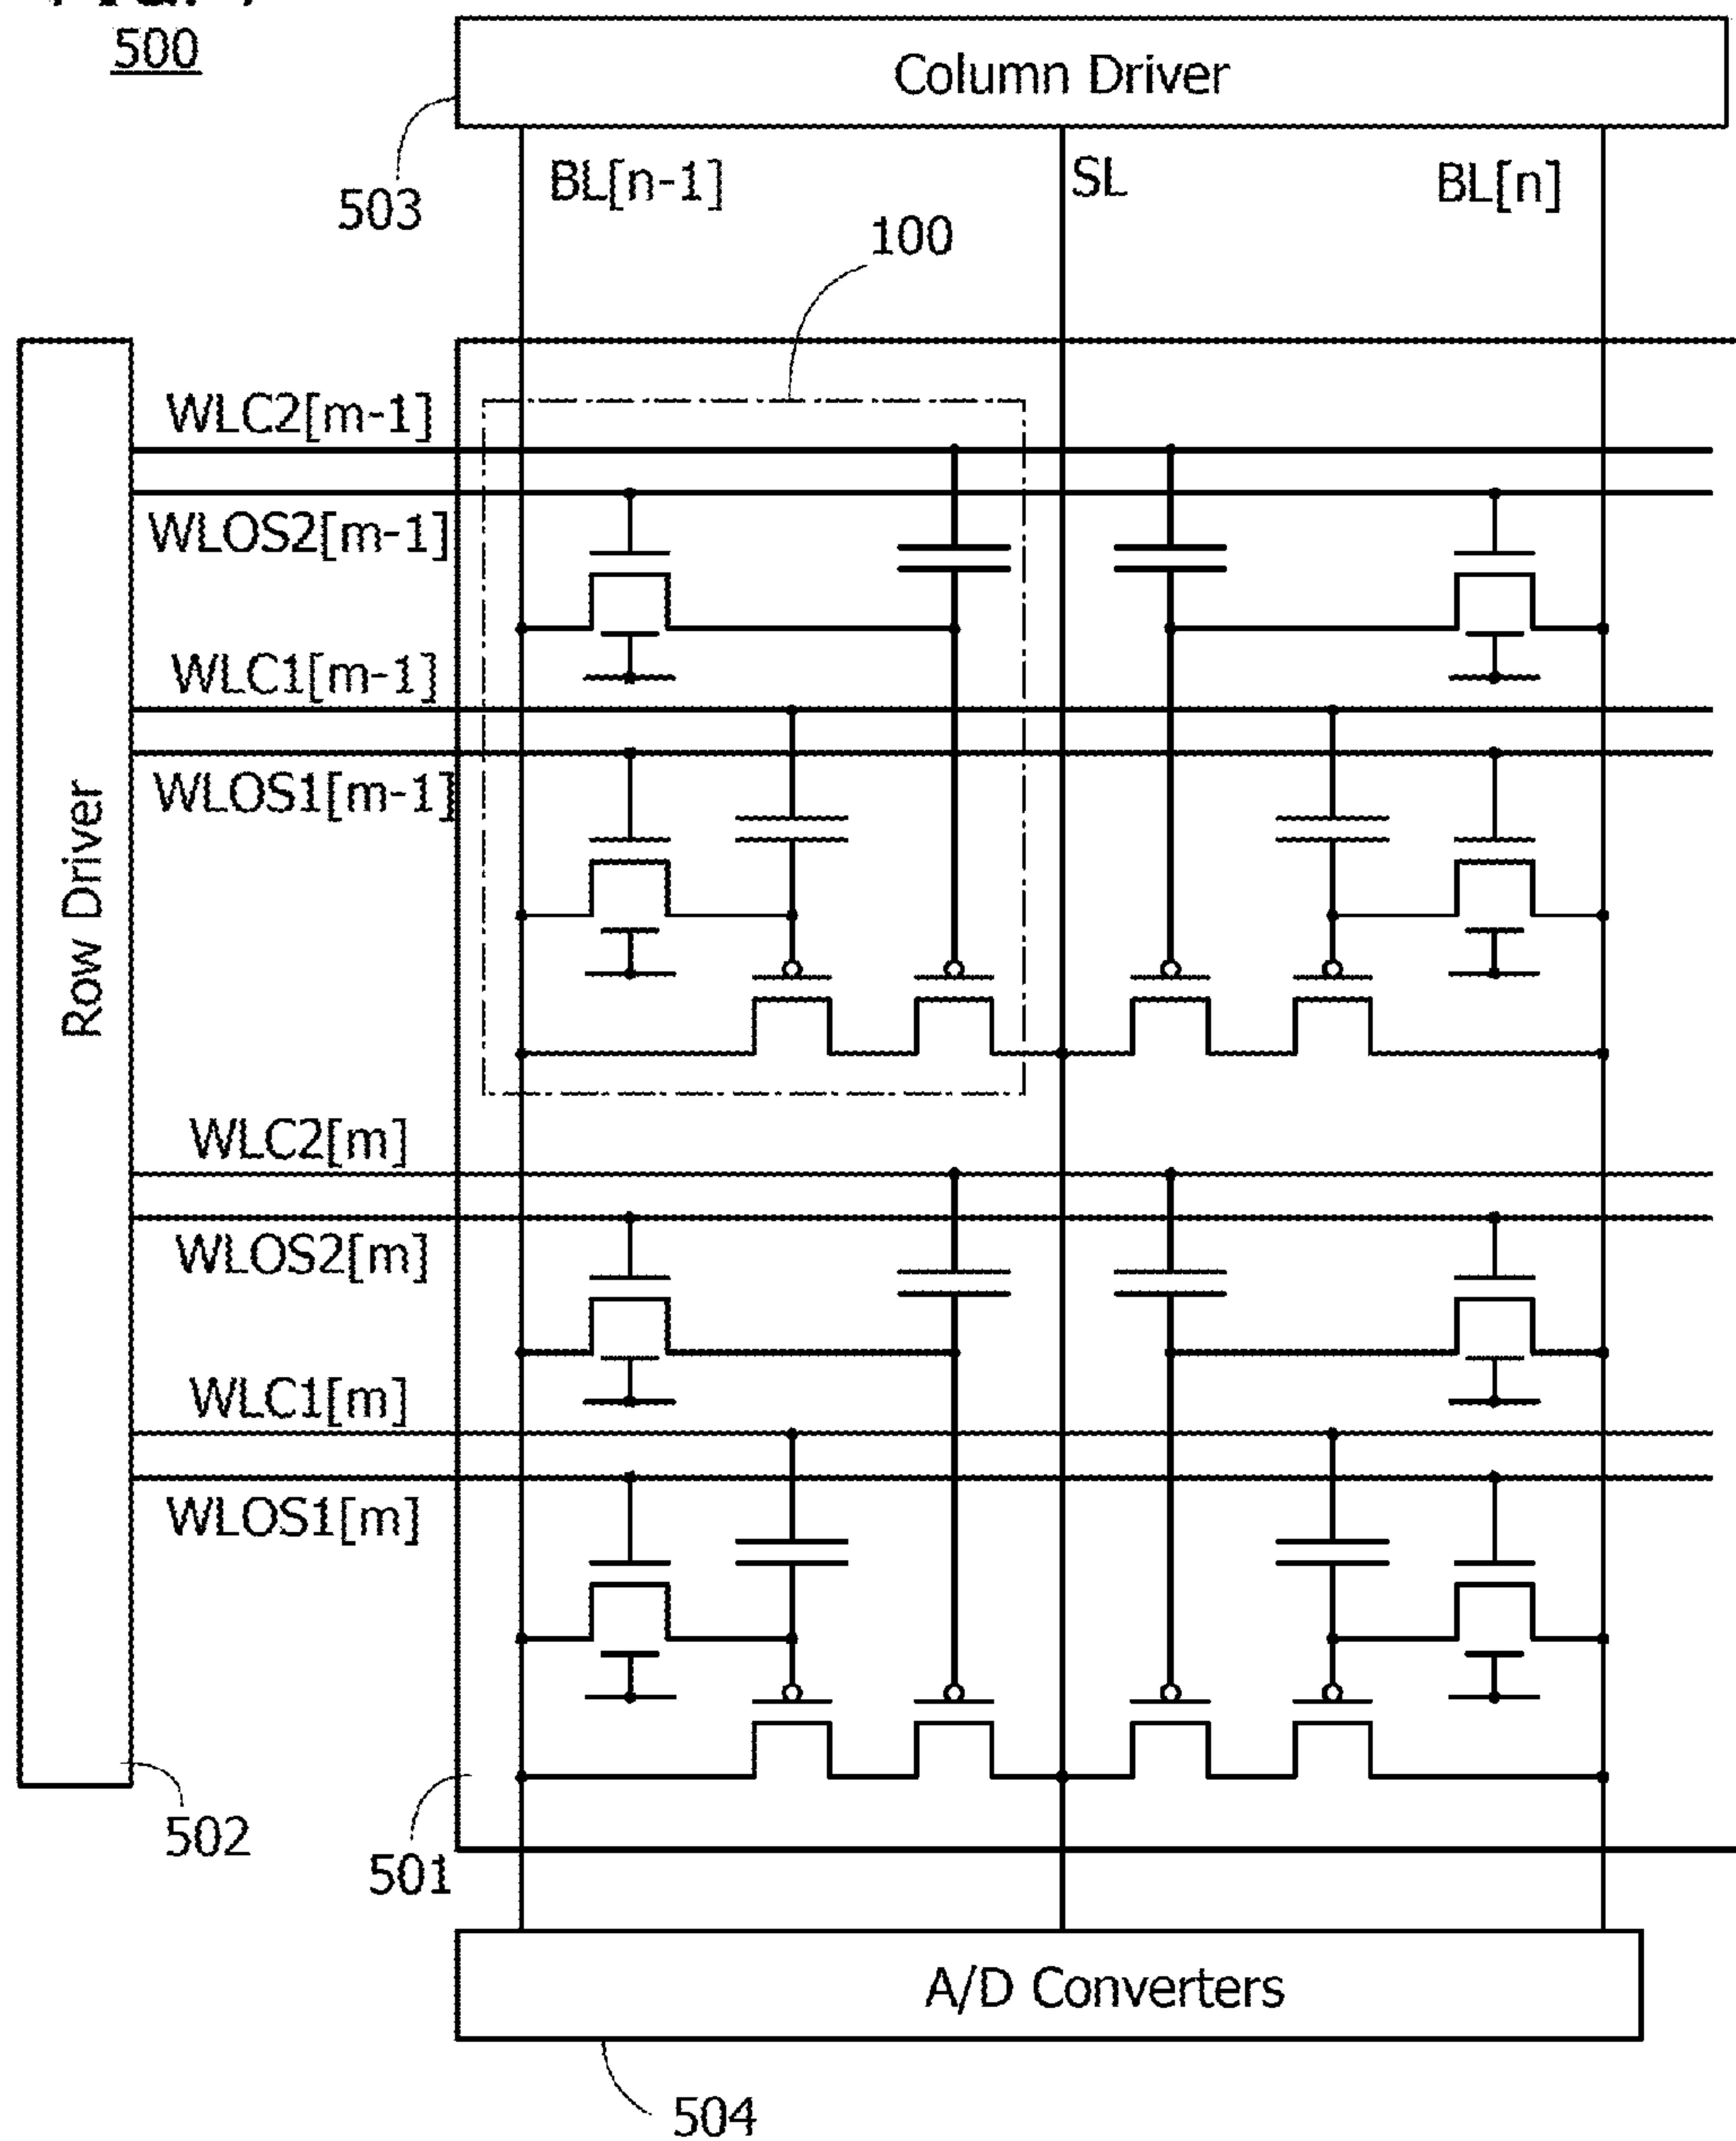 500
Column Driver
503
BL[n-1]
SL
BL[n]
100
Row Driver
WLC2[m-1]
WLOS2[m-1]
WLC1[m-1]
WLOS1[m-1]
WLC2[m]
WLOS2[m]
WLC1[m]
WLOS1[m]
502
501
A/D Converters
504